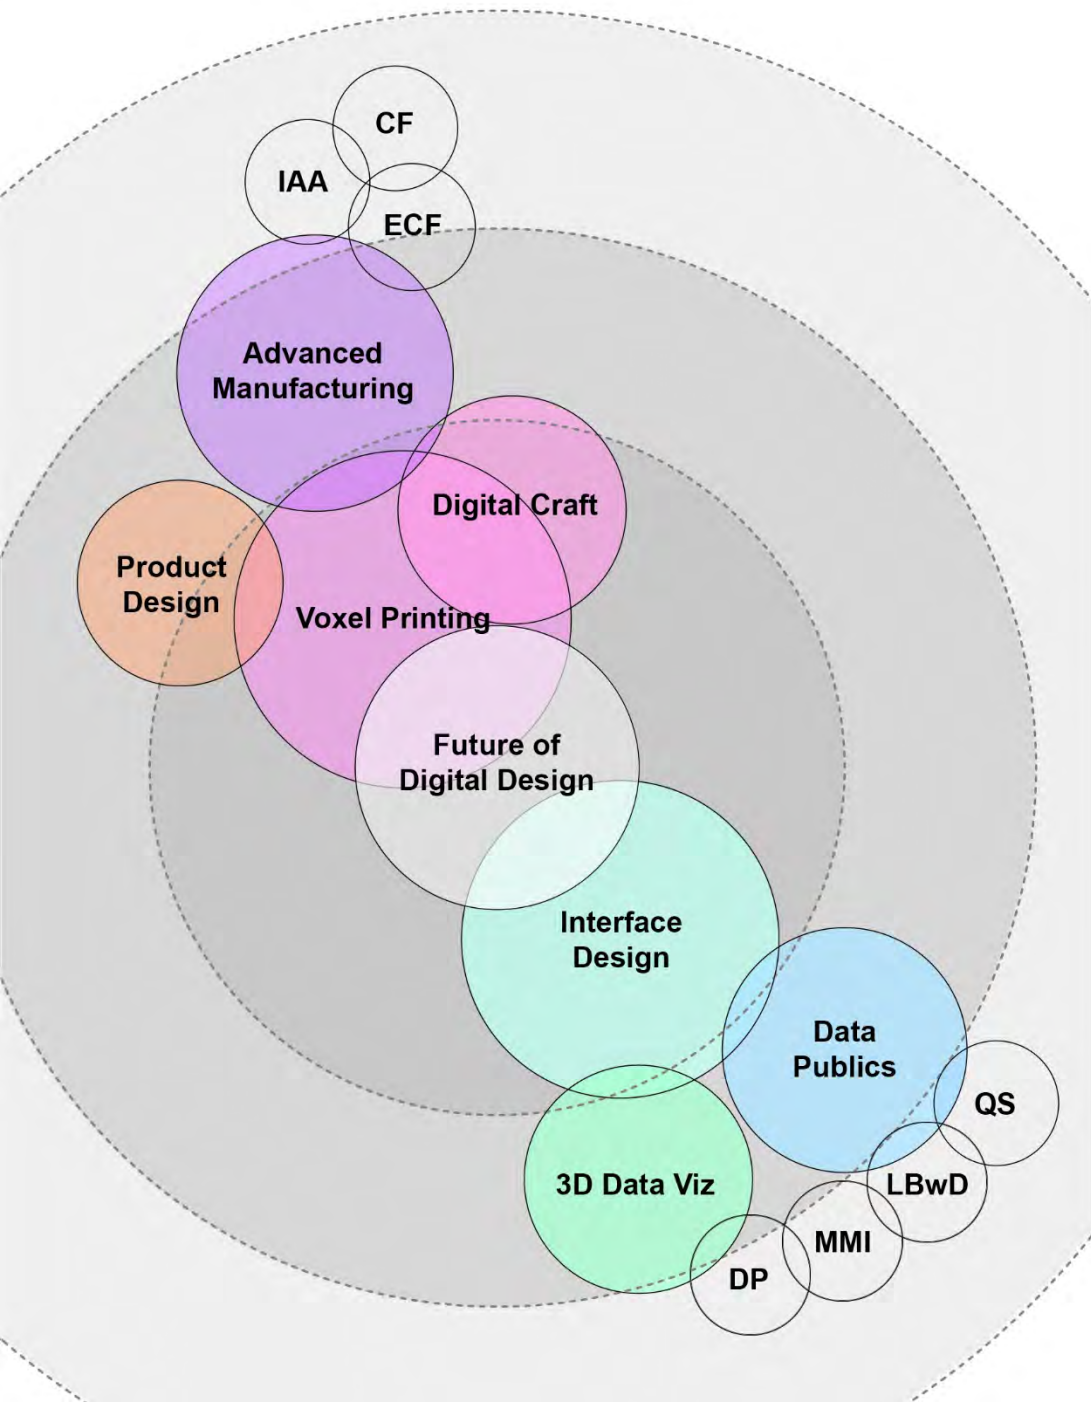 CF
IAA
ECF
Advanced
Manufacturing
Digital Craft
Product
Design
Voxel Printing
Future of
Digital Design
Interface
Design
Data
Publics
QS
3D Data Viz
LBwD
MMI
DP